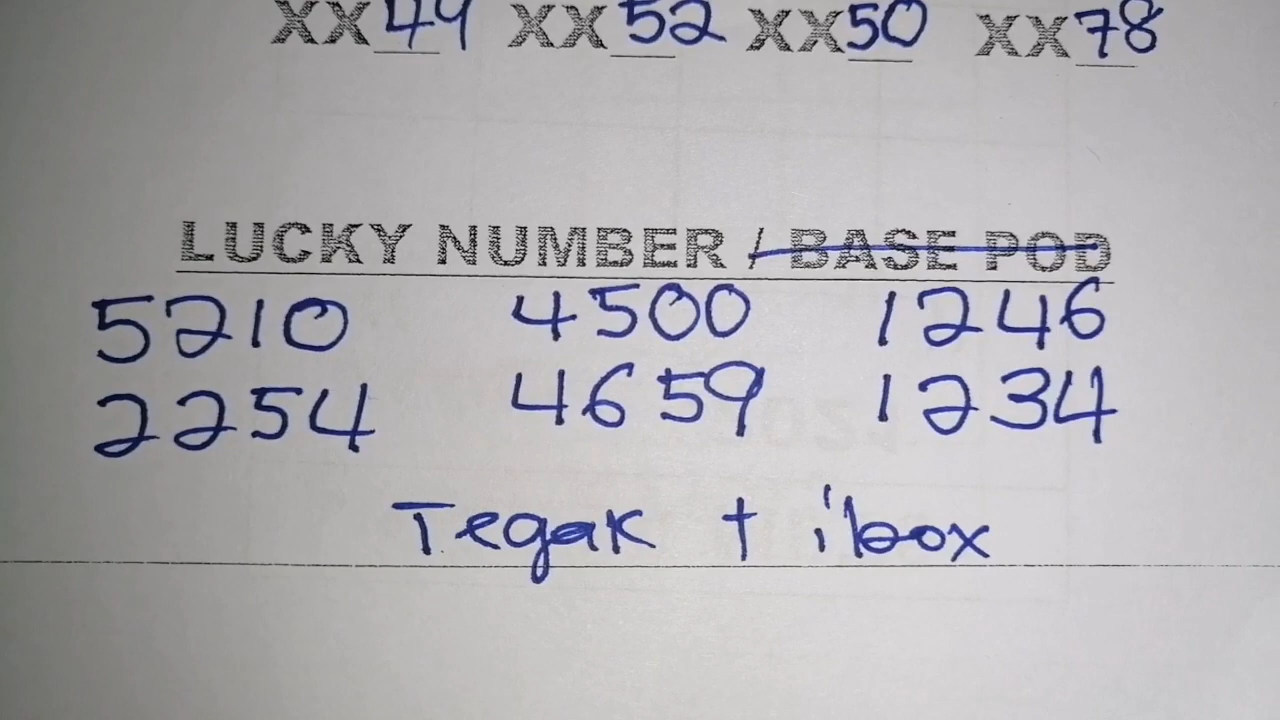 XX49 XX52 XX50 XX78
LUCKY NUMBER / BASE POD
5210 4500 1246
2254 4659 1234
Tegak + ibox